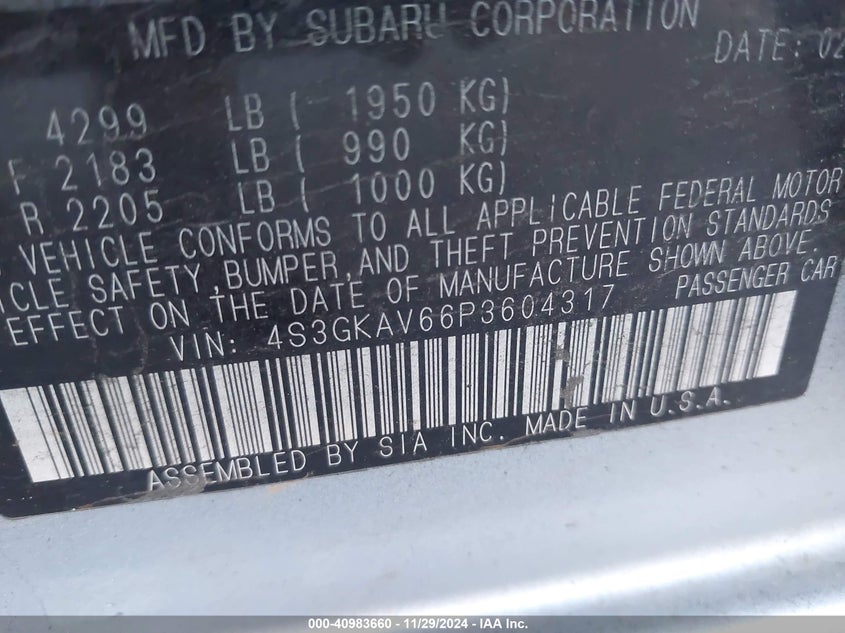 MFD BY SUBARU CORPORATION DATE: 02
4299 LB ( 1950 KG)
F 2183 LB ( 990 KG)
R 2205 LB ( 1000 KG)
VEHICLE CONFORMS TO ALL APPLICABLE FEDERAL MOTOR
ICLE SAFETY, BUMPER, AND THEFT PREVENTION STANDARDS
EFFECT ON THE DATE OF MANUFACTURE SHOWN ABOVE.
VIN: 4S3GKAV66P3604317 PASSENGER CAR
ASSEMBLED BY SIA INC. MADE IN U.S.A.
000-40983660 - 11/29/2024 - IAA Inc.